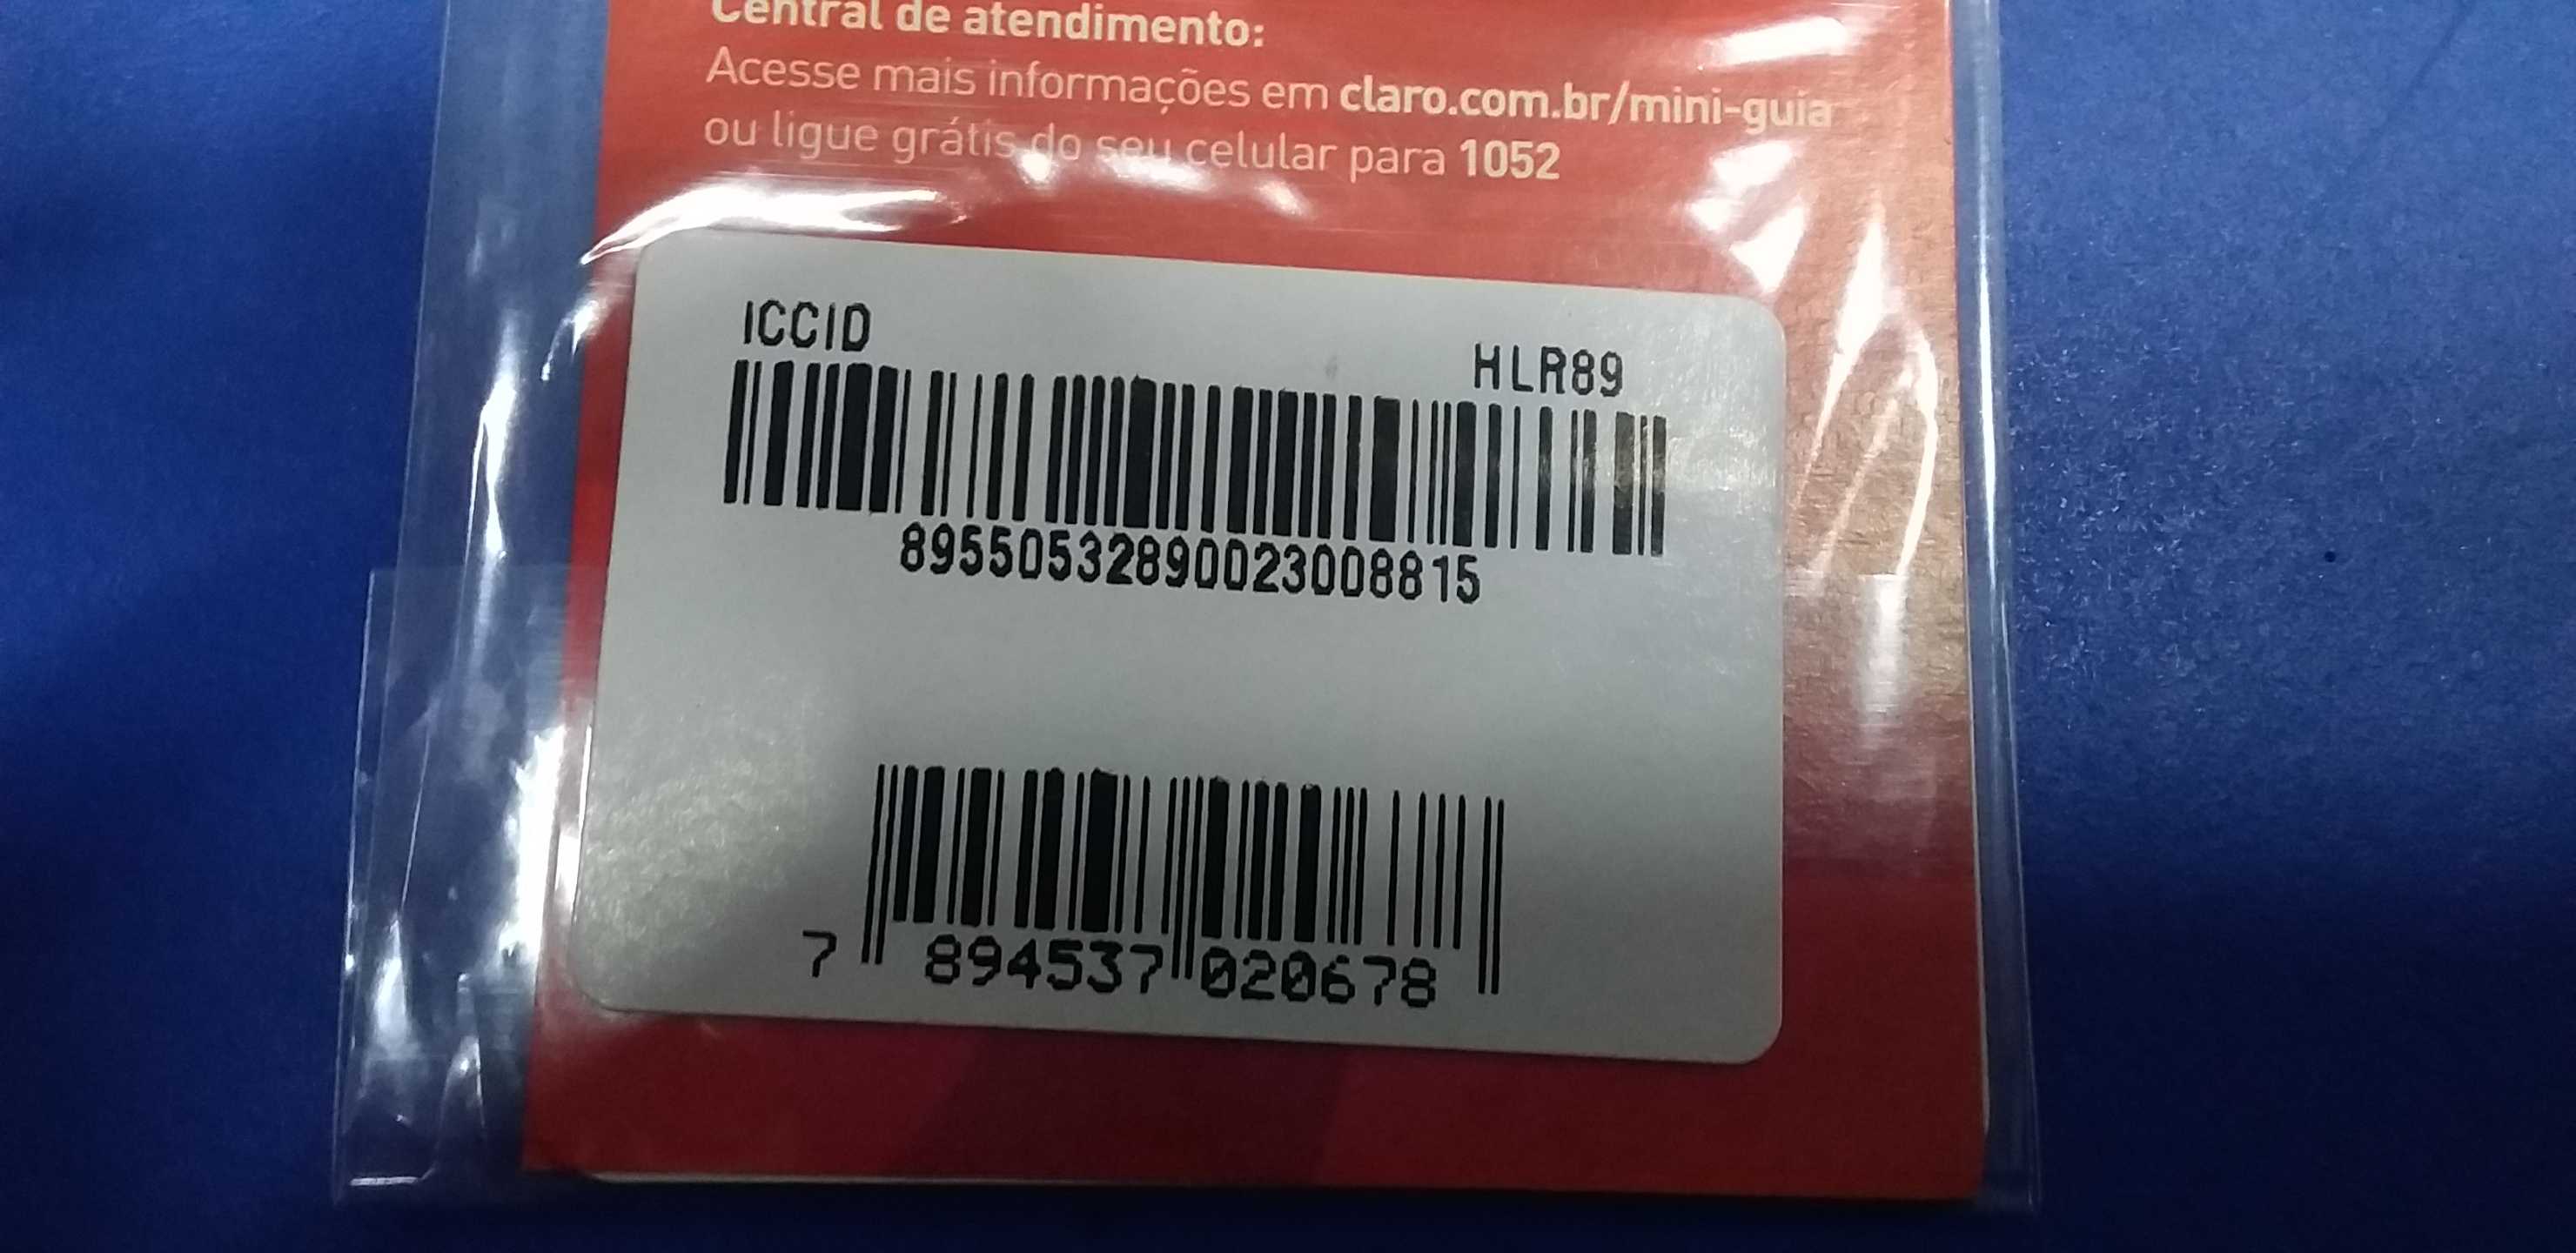 Central de atendimento:
Acesse mais informações em claro.com.br/mini-guia
ou ligue grátis do seu celular para 1052
ICCID
HLR89
89550532890023008815
7 894537 020678